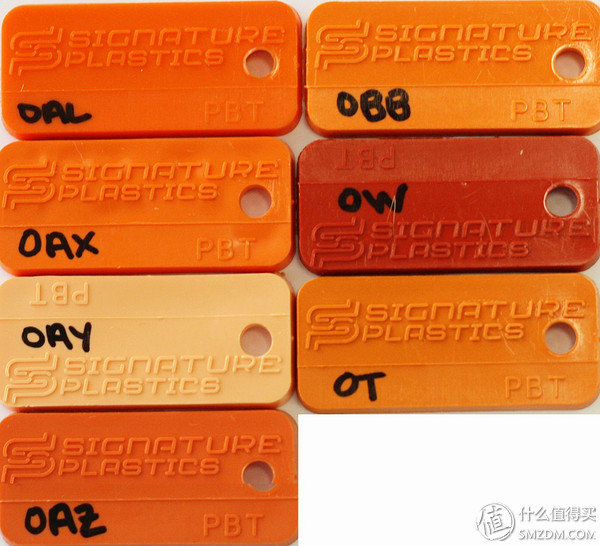 SIGNATURE
PLASTICS
OAL
PBT
SIGNATURE
PLASTICS
OBB
PBT
SIGNATURE
PLASTICS
OAX
PBT
PBT
OW
SIGNATURE
PLASTICS
PBT
OAY
SIGNATURE
PLASTICS
SIGNATURE
PLASTICS
OT
PBT
SIGNATURE
PLASTICS
OAZ
PBT
值 什么值得买
SMZDM.COM